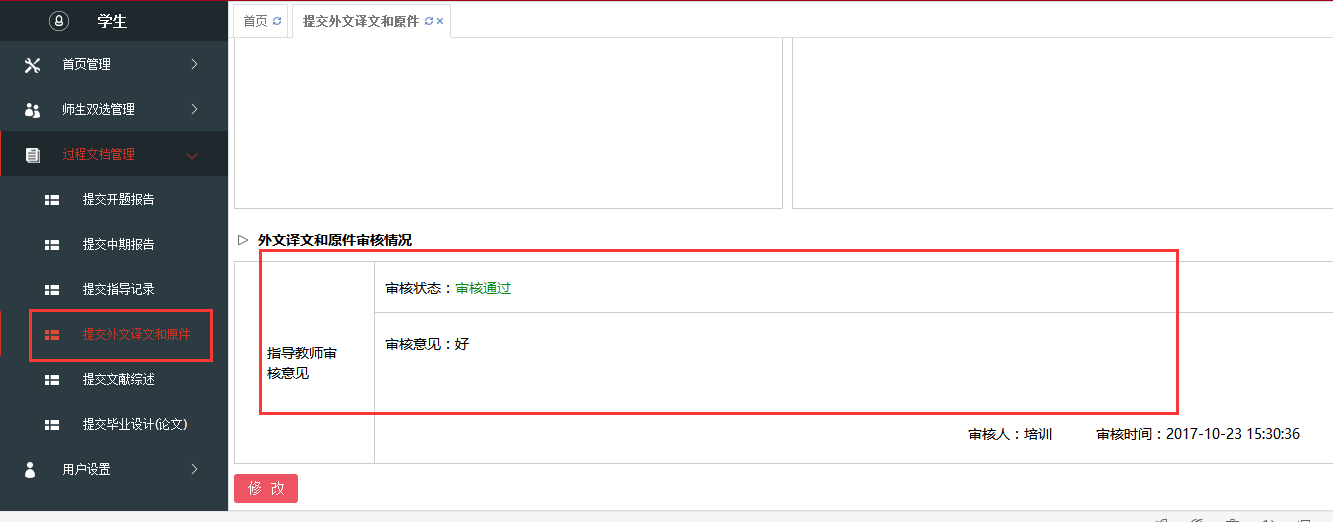 学生
首页
提交外文译文和原件
首页管理
师生双选管理
过程文档管理
提交开题报告
提交中期报告
提交指导记录
提交外文译文和原件
提交文献综述
提交毕业设计(论文)
用户设置
外文译文和原件审核情况
指导教师审
核意见
审核状态：审核通过
审核意见：好
审核人：培训 审核时间：2017-10-23 15:30:36
修 改